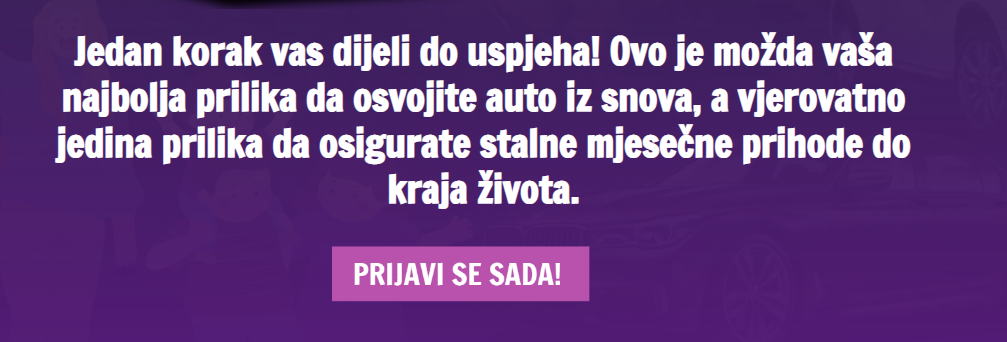 Jedan korak vas dijeli do uspjeha! Ovo je možda vaša
najbolja prilika da osvojite auto iz snova, a vjerovatno
jedina prilika da osigurate stalne mjesečne prihode do
kraja života.
PRIJAVI SE SADA!